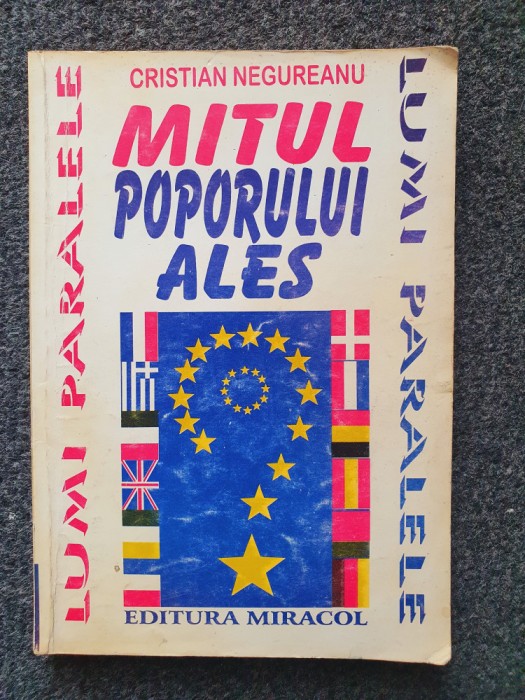 CRISTIAN NEGUREANU
MITUL
POPORULUI
ALES
LUMI PARALELE
LUMI PARALELE
EDITURA MIRACOL